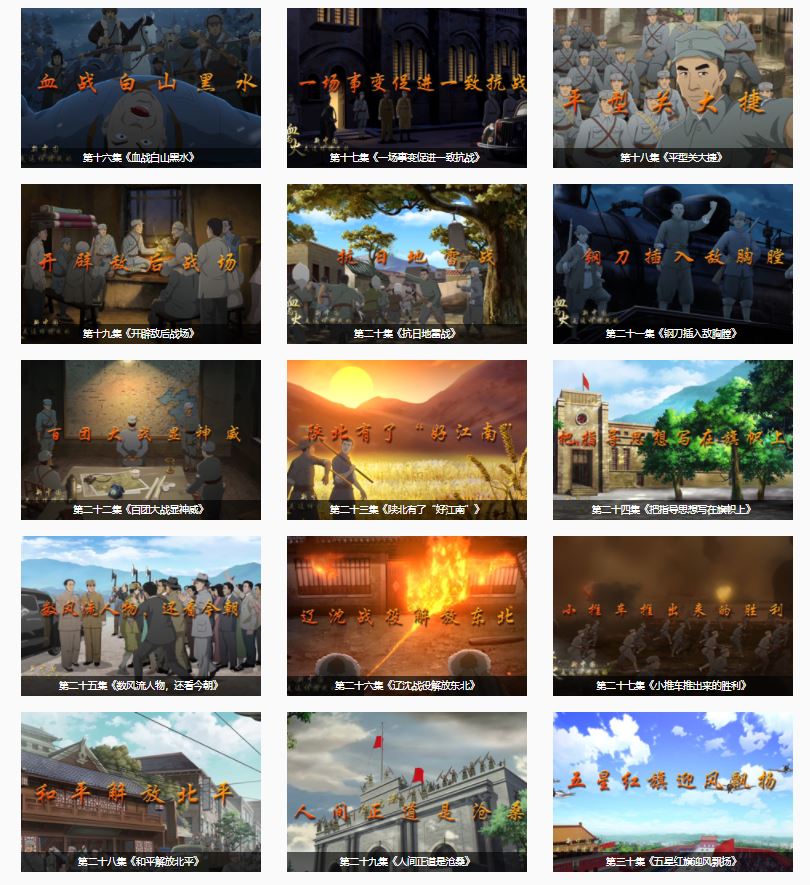 血战白山黑水
第十六集《血战白山黑水》
一场事变促进一致抗战
血与火
第十七集《一场事变促进一致抗战》
平型关大捷
第十八集《平型关大捷》
开辟敌后战场
第十九集《开辟敌后战场》
抗日地雷战
血与火
第二十集《抗日地雷战》
钢刀插入敌胸膛
血与火
第二十一集《钢刀插入敌胸膛》
百团大战显神威
第二十二集《百团大战显神威》
陕北有了“好江南”
第二十三集《陕北有了“好江南”》
把指导思想写在旗帜上
第二十四集《把指导思想写在旗帜上》
数风流人物，还看今朝
第二十五集《数风流人物，还看今朝》
辽沈战役解放东北
第二十六集《辽沈战役解放东北》
小推车推出来的胜利
第二十七集《小推车推出来的胜利》
和平解放北平
第二十八集《和平解放北平》
人间正道是沧桑
第二十九集《人间正道是沧桑》
五星红旗迎风飘扬
第三十集《五星红旗迎风飘扬》